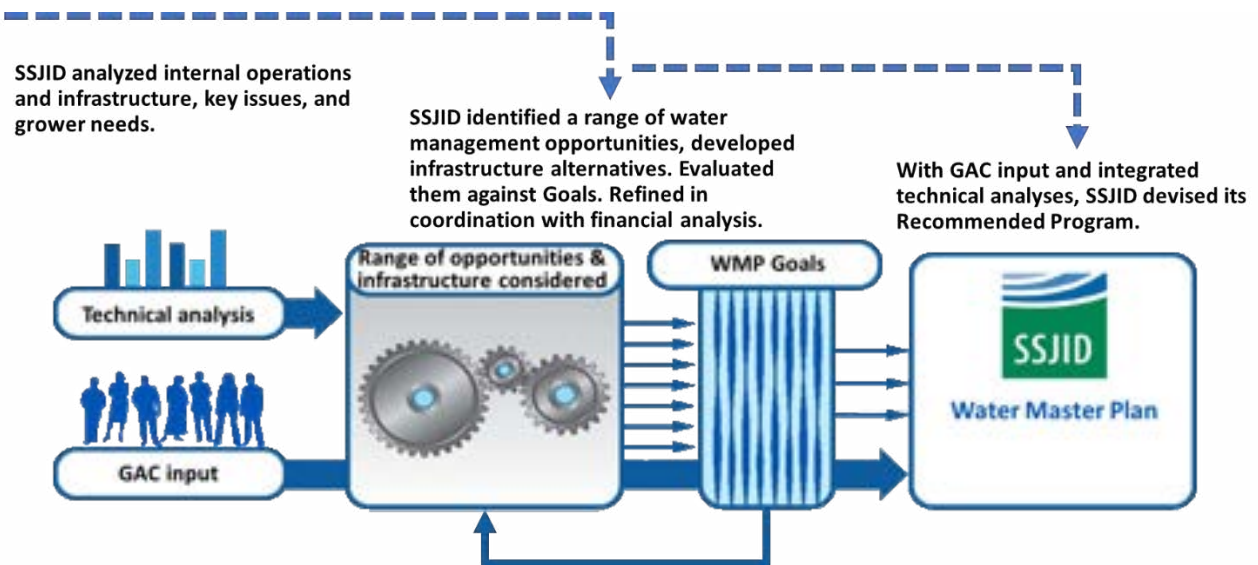 SSJID analyzed internal operations
and infrastructure, key issues, and
grower needs.
SSJID identified a range of water
management opportunities, developed
infrastructure alternatives. Evaluated
them against Goals. Refined in
coordination with financial analysis.
With GAC input and integrated
technical analyses, SSJID devised its
Recommended Program.
Technical analysis
GAC input
Range of opportunities &
infrastructure considered
WMP Goals
SSJID
Water Master Plan